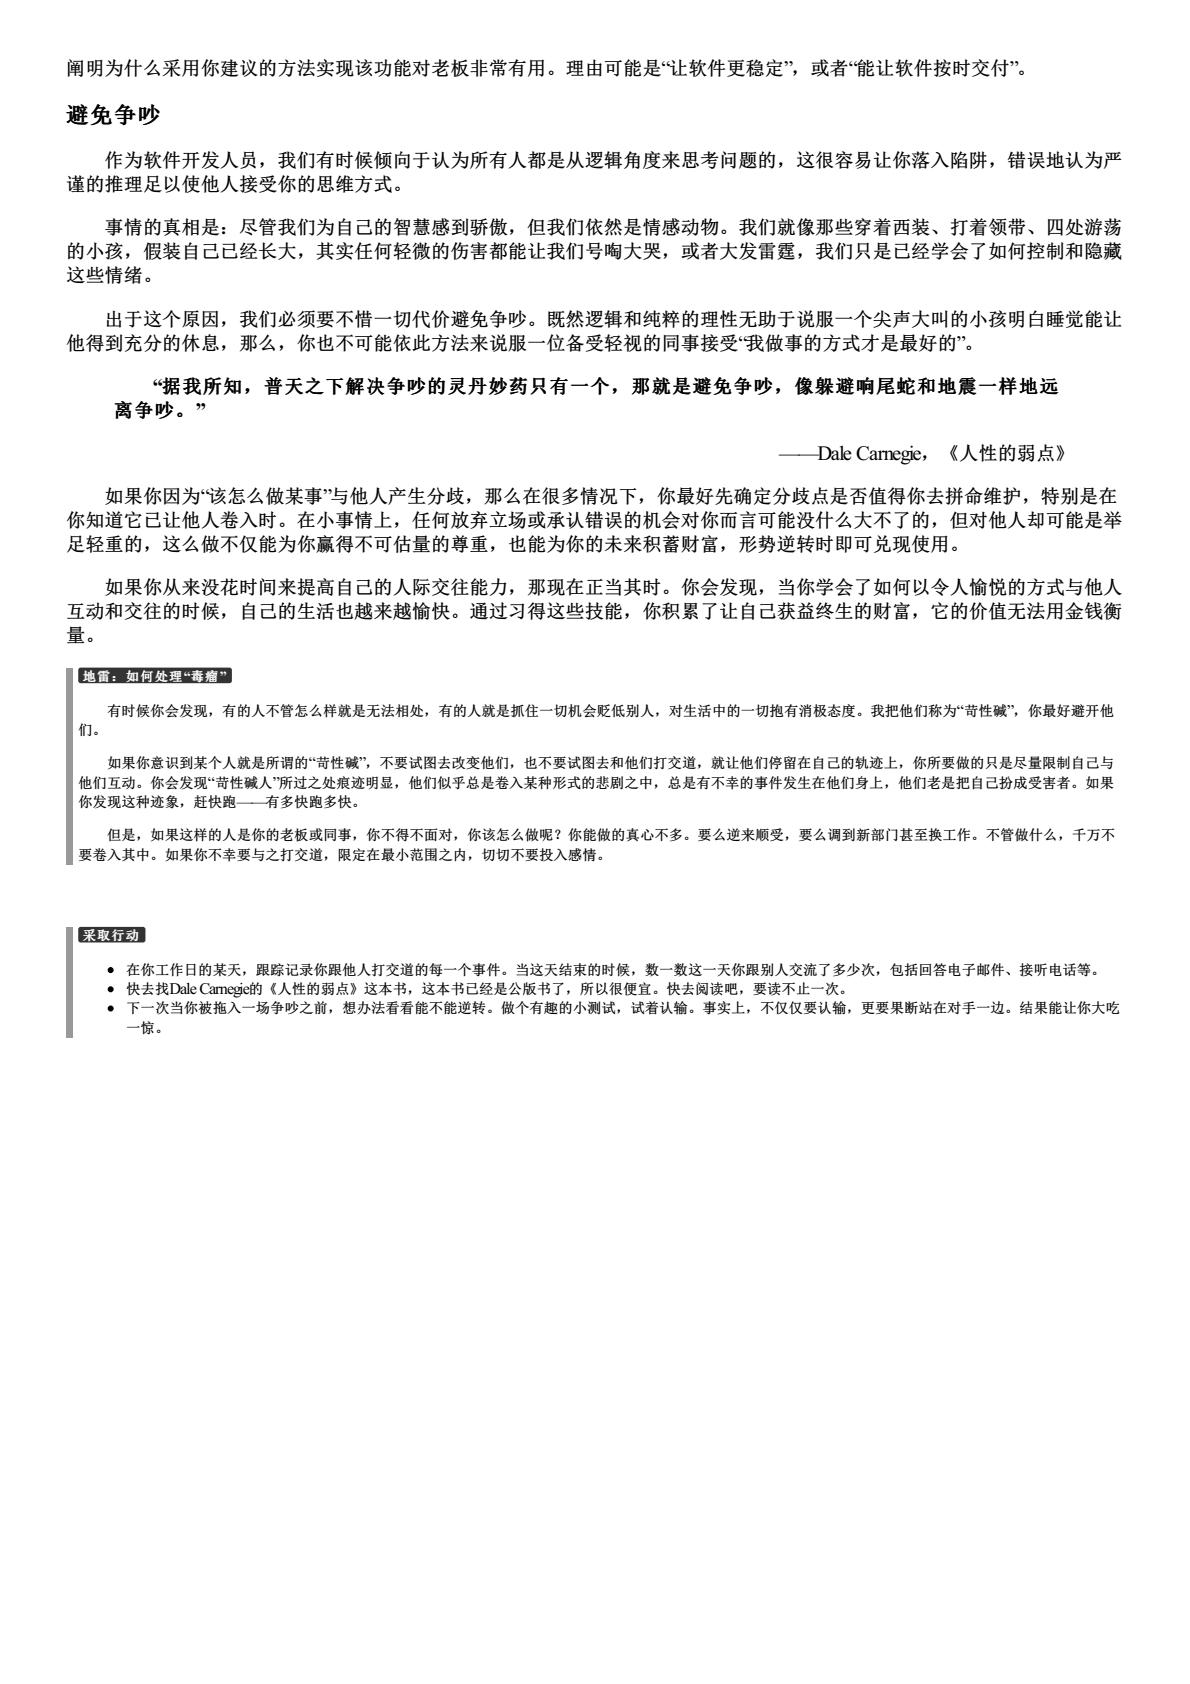 阐明为什么采用你建议的方法实现该功能对老板非常有用。理由可能是“让软件更稳定”，或者“能让软件按时交付”。
避免争吵
作为软件开发人员，我们有时候倾向于认为所有人都是从逻辑角度来思考问题的，这很容易让你落入陷阱，错误地认为严
谨的推理足以使他人接受你的思维方式。
事情的真相是：尽管我们为自己的智慧感到骄傲，但我们依然是情感动物。我们就像那些穿着西装、打着领带、四处游荡
的小孩，假装自己已经长大，其实任何轻微的伤害都能让我们号啕大哭，或者大发雷霆，我们只是已经学会了如何控制和隐藏
这些情绪。
出于这个原因，我们必须要不惜一切代价避免争吵。既然逻辑和纯粹的理性无助于说服一个尖声大叫的小孩明白睡觉能让
他得到充分的休息，那么，你也不可能依此方法来说服一位备受轻视的同事接受“我做事的方式才是最好的”。
“据我所知，普天之下解决争吵的灵丹妙药只有一个，那就是避免争吵，像躲避响尾蛇和地震一样地远
离争吵。”
——Dale Carnegie，《人性的弱点》
如果你因为“该怎么做某事”与他人产生分歧，那么在很多情况下，你最好先确定分歧点是否值得你去拼命维护，特别是在
你知道它已让他人卷入时。在小事情上，任何放弃立场或承认错误的机会对你而言可能没什么大不了的，但对他人却可能是举
足轻重的，这么做不仅能为你赢得不可估量的尊重，也能为你的未来积蓄财富，形势逆转时即可兑现使用。
如果你从来没花时间来提高自己的人际交往能力，那现在正当其时。你会发现，当你学会了如何以令人愉悦的方式与他人
互动和交往的时候，自己的生活也越来越愉快。通过习得这些技能，你积累了让自己获益终生的财富，它的价值无法用金钱衡
量。
地雷：如何处理“毒瘤”
有时候你会发现，有的人不管怎么样就是无法相处，有的人就是抓住一切机会贬低别人，对生活中的一切抱有消极态度。我把他们称为“苛性碱”，你最好避开他
们。
如果你意识到某个人就是所谓的“苛性碱”，不要试图去改变他们，也不要试图去和他们打交道，就让他们停留在自己的轨迹上，你所要做的只是尽量限制自己与
他们互动。你会发现“苛性碱人”所过之处痕迹明显，他们似乎总是卷入某种形式的悲剧之中，总是有不幸的事件发生在他们身上，他们老是把自己扮成受害者。如果
你发现这种迹象，赶快跑——有多快跑多快。
但是，如果这样的人是你的老板或同事，你不得不面对，你该怎么做呢？你能做的真心不多。要么逆来顺受，要么调到新部门甚至换工作。不管做什么，千万不
要卷入其中。如果你不幸要与之打交道，限定在最小范围之内，切切不要投入感情。
采取行动
● 在你工作日的某天，跟踪记录你跟他人打交道的每一个事件。当这天结束的时候，数一数这一天你跟别人交流了多少次，包括回答电子邮件、接听电话等。
● 快去找Dale Carnegie的《人性的弱点》这本书，这本书已经是公版书了，所以很便宜。快去阅读吧，要读不止一次。
● 下一次当你被拖入一场争吵之前，想办法看看能不能逆转。做个有趣的小测试，试着认输。事实上，不仅仅要认输，更要果断站在对手一边。结果能让你大吃
一惊。